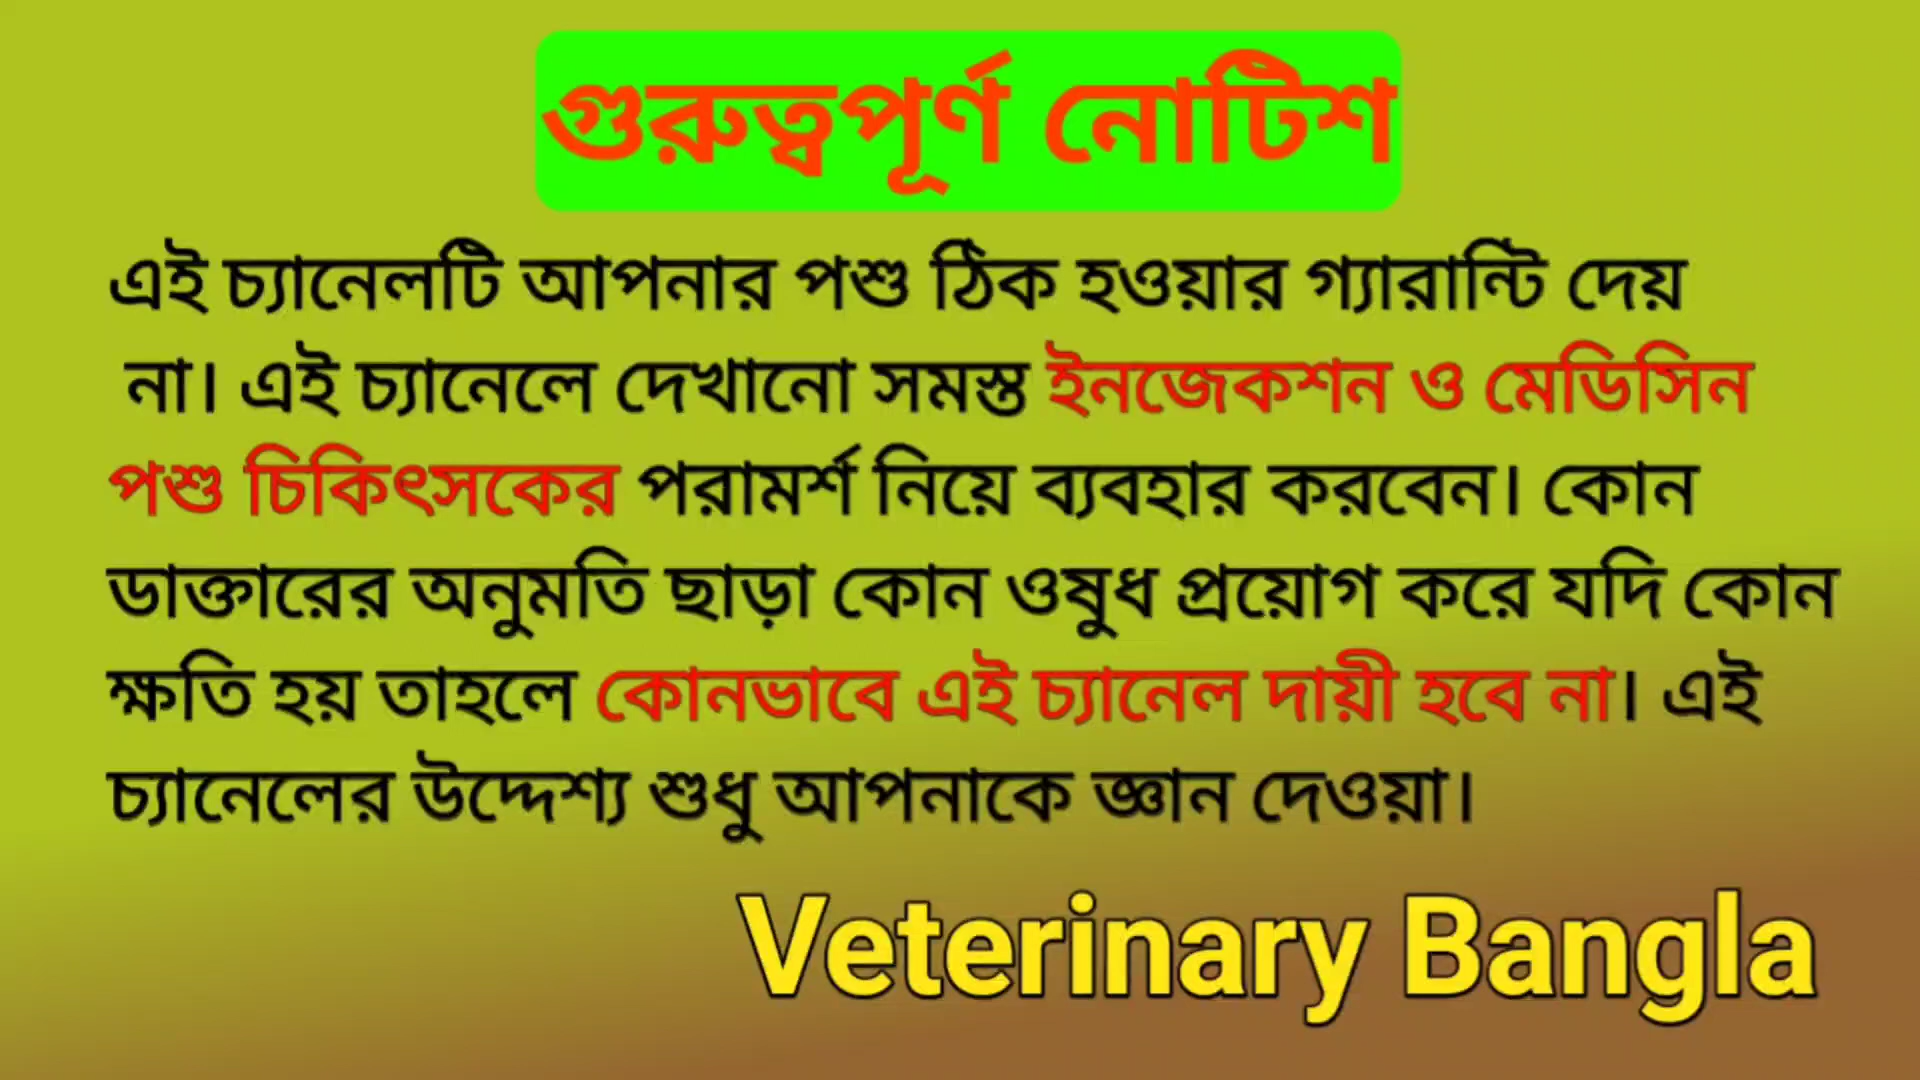 গুরুত্বপূর্ণ নোটিশ
এই চ্যানেলটি আপনার পশু ঠিক হওয়ার গ্যারান্টি দেয়
না। এই চ্যানেলে দেখানো সমস্ত ইনজেকশন ও মেডিসিন
পশু চিকিৎসকের পরামর্শ নিয়ে ব্যবহার করবেন। কোন
ডাক্তারের অনুমতি ছাড়া কোন ওষুধ প্রয়োগ করে যদি কোন
ক্ষতি হয় তাহলে কোনভাবে এই চ্যানেল দায়ী হবে না। এই
চ্যানেলের উদ্দেশ্য শুধু আপনাকে জ্ঞান দেওয়া।
Veterinary Bangla